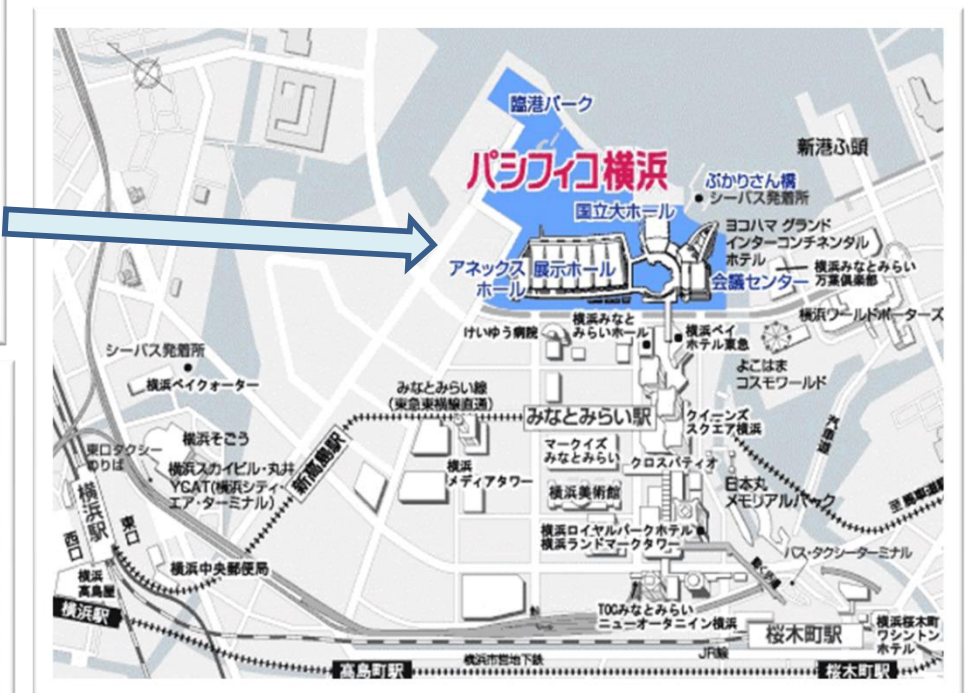 臨港パーク
パシフィコ横浜
新港ふ頭
ぷかりさん橋
シーバス発着所
国立大ホール
ヨコハマ グランド
インターコンチネンタル
ホテル
アネックス
ホール
展示ホール
会議センター
横浜みなとみらい
万葉倶楽部
横浜ワールドポーターズ
けいゆう病院
横浜みなと
みらいホール
横浜ベイ
ホテル東急
よこはま
コスモワールド
シーバス発着所
横浜ベイクォーター
みなとみらい線
(東急東横線直通)
みなとみらい駅
クイーンズ
スクエア横浜
汽車道
横浜そごう
東口タクシー
のりば
横浜スカイビル・丸井
YCAT(横浜シティ・
エア・ターミナル)
新高島駅
横浜
メディアタワー
マークイズ
みなとみらい
クロスパティオ
横浜美術館
日本丸
メモリアルパーク
至 馬車道駅
横浜駅
東口
西口
横浜ロイヤルパークホテル
横浜ランドマークタワー
動く歩道
バス・タクシーターミナル
横浜中央郵便局
横浜
高島屋
横浜駅
TOCみなとみらい
ニューオータニイン横浜
桜木町駅
横浜桜木町
ワシントン
ホテル
JR線
横浜市営地下鉄
高島町駅
桜木町駅